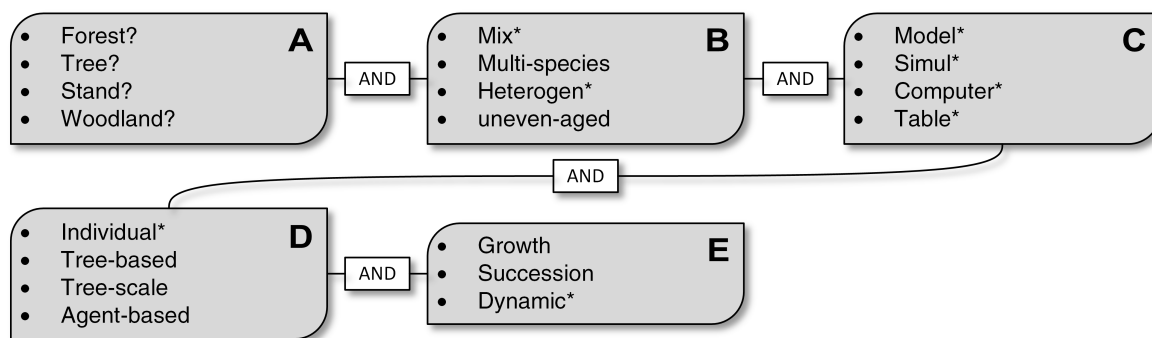 Forest?
Tree?
Stand?
Woodland?
A
AND
Mix*
Multi-species
Heterogen*
uneven-aged
B
AND
Model*
Simul*
Computer*
Table*
C
AND
Individual*
Tree-based
Tree-scale
Agent-based
D
AND
Growth
Succession
Dynamic*
E